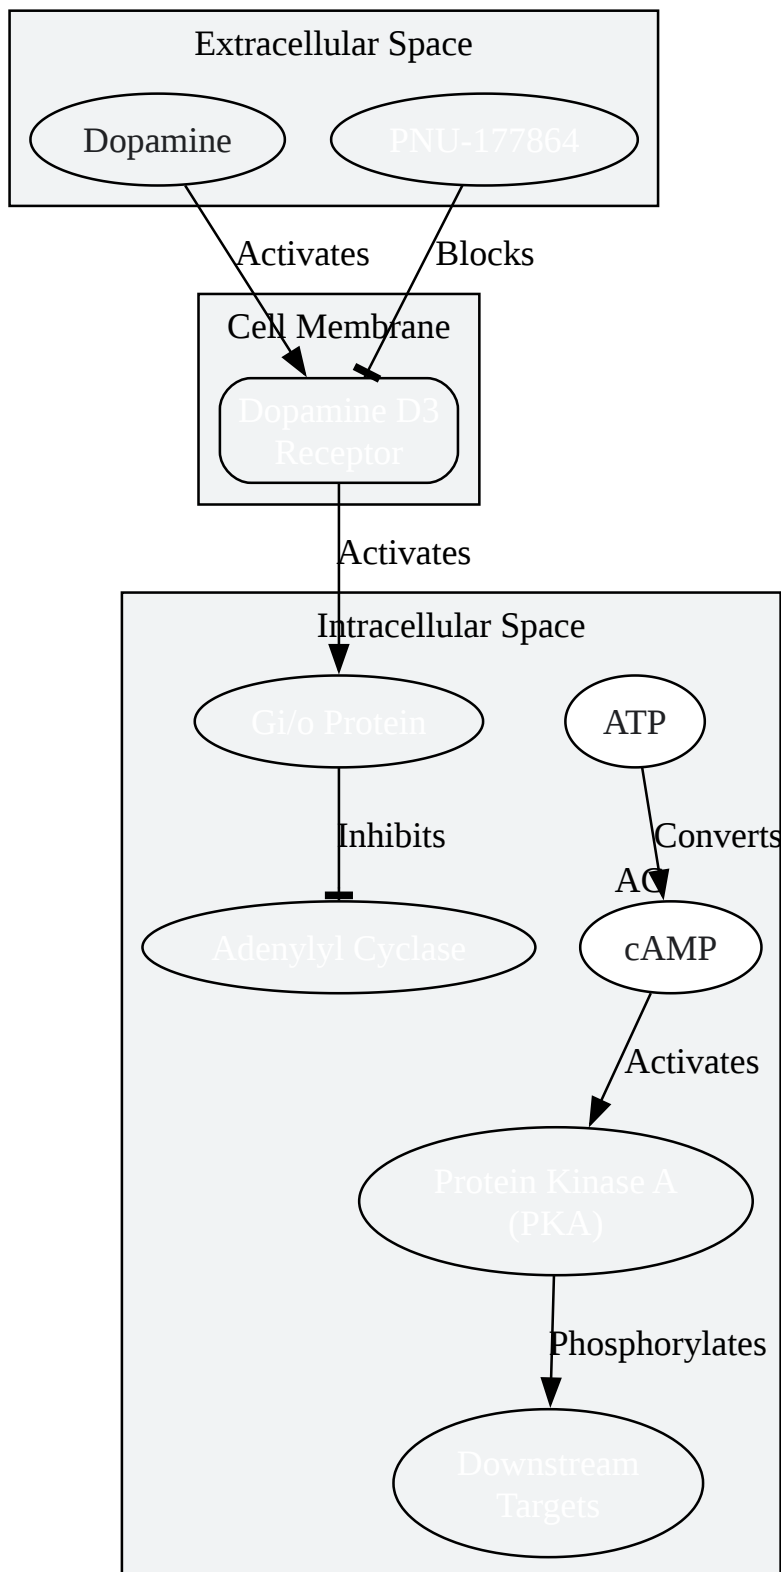 Extracellular Space
Dopamine
PNU-177864
Activates
Blocks
Cell Membrane
Dopamine D3
Receptor
Activates
Intracellular Space
Gi/o Protein
ATP
Inhibits
Converts
AC
Adenylyl Cyclase
cAMP
Activates
Protein Kinase A
(PKA)
Phosphorylates
Downstream
Targets